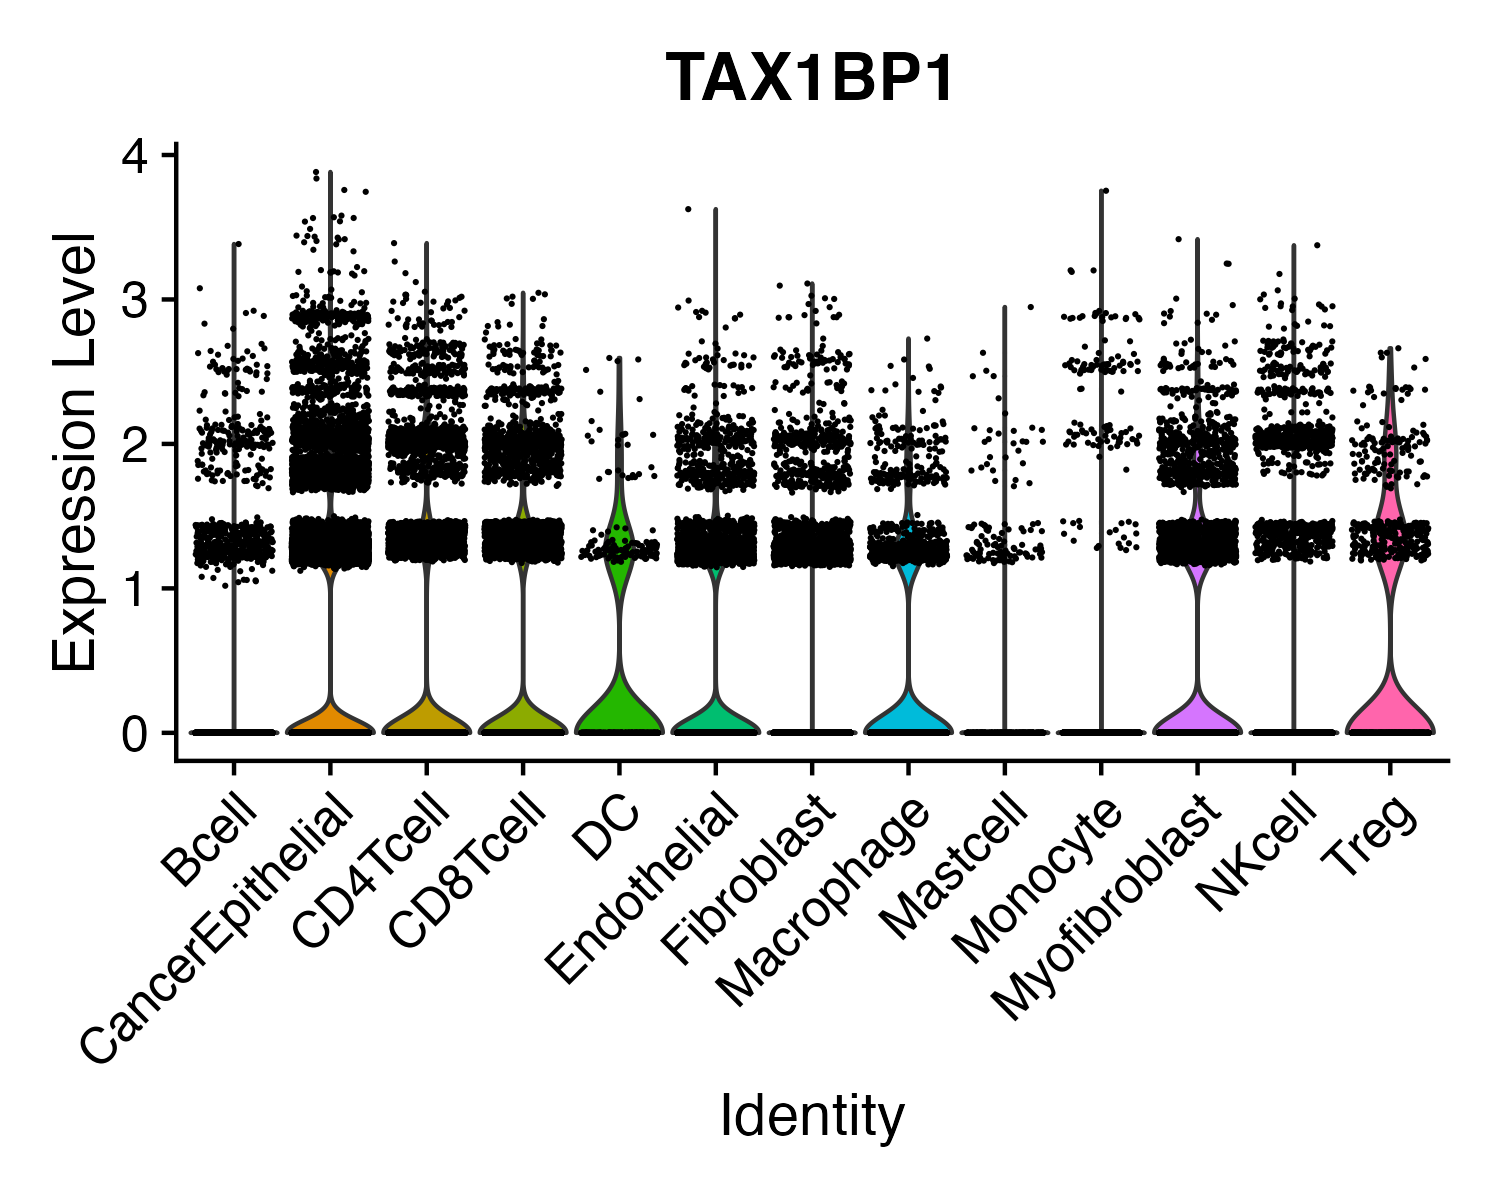 TAX1BP1
Expression Level
4
3
2
1
0
Bcell
CancerEpithelial
CD4Tcell
CD8Tcell
DC
Endothelial
Fibroblast
Macrophage
Mastcell
Monocyte
Myofibroblast
NKcell
Treg
Identity